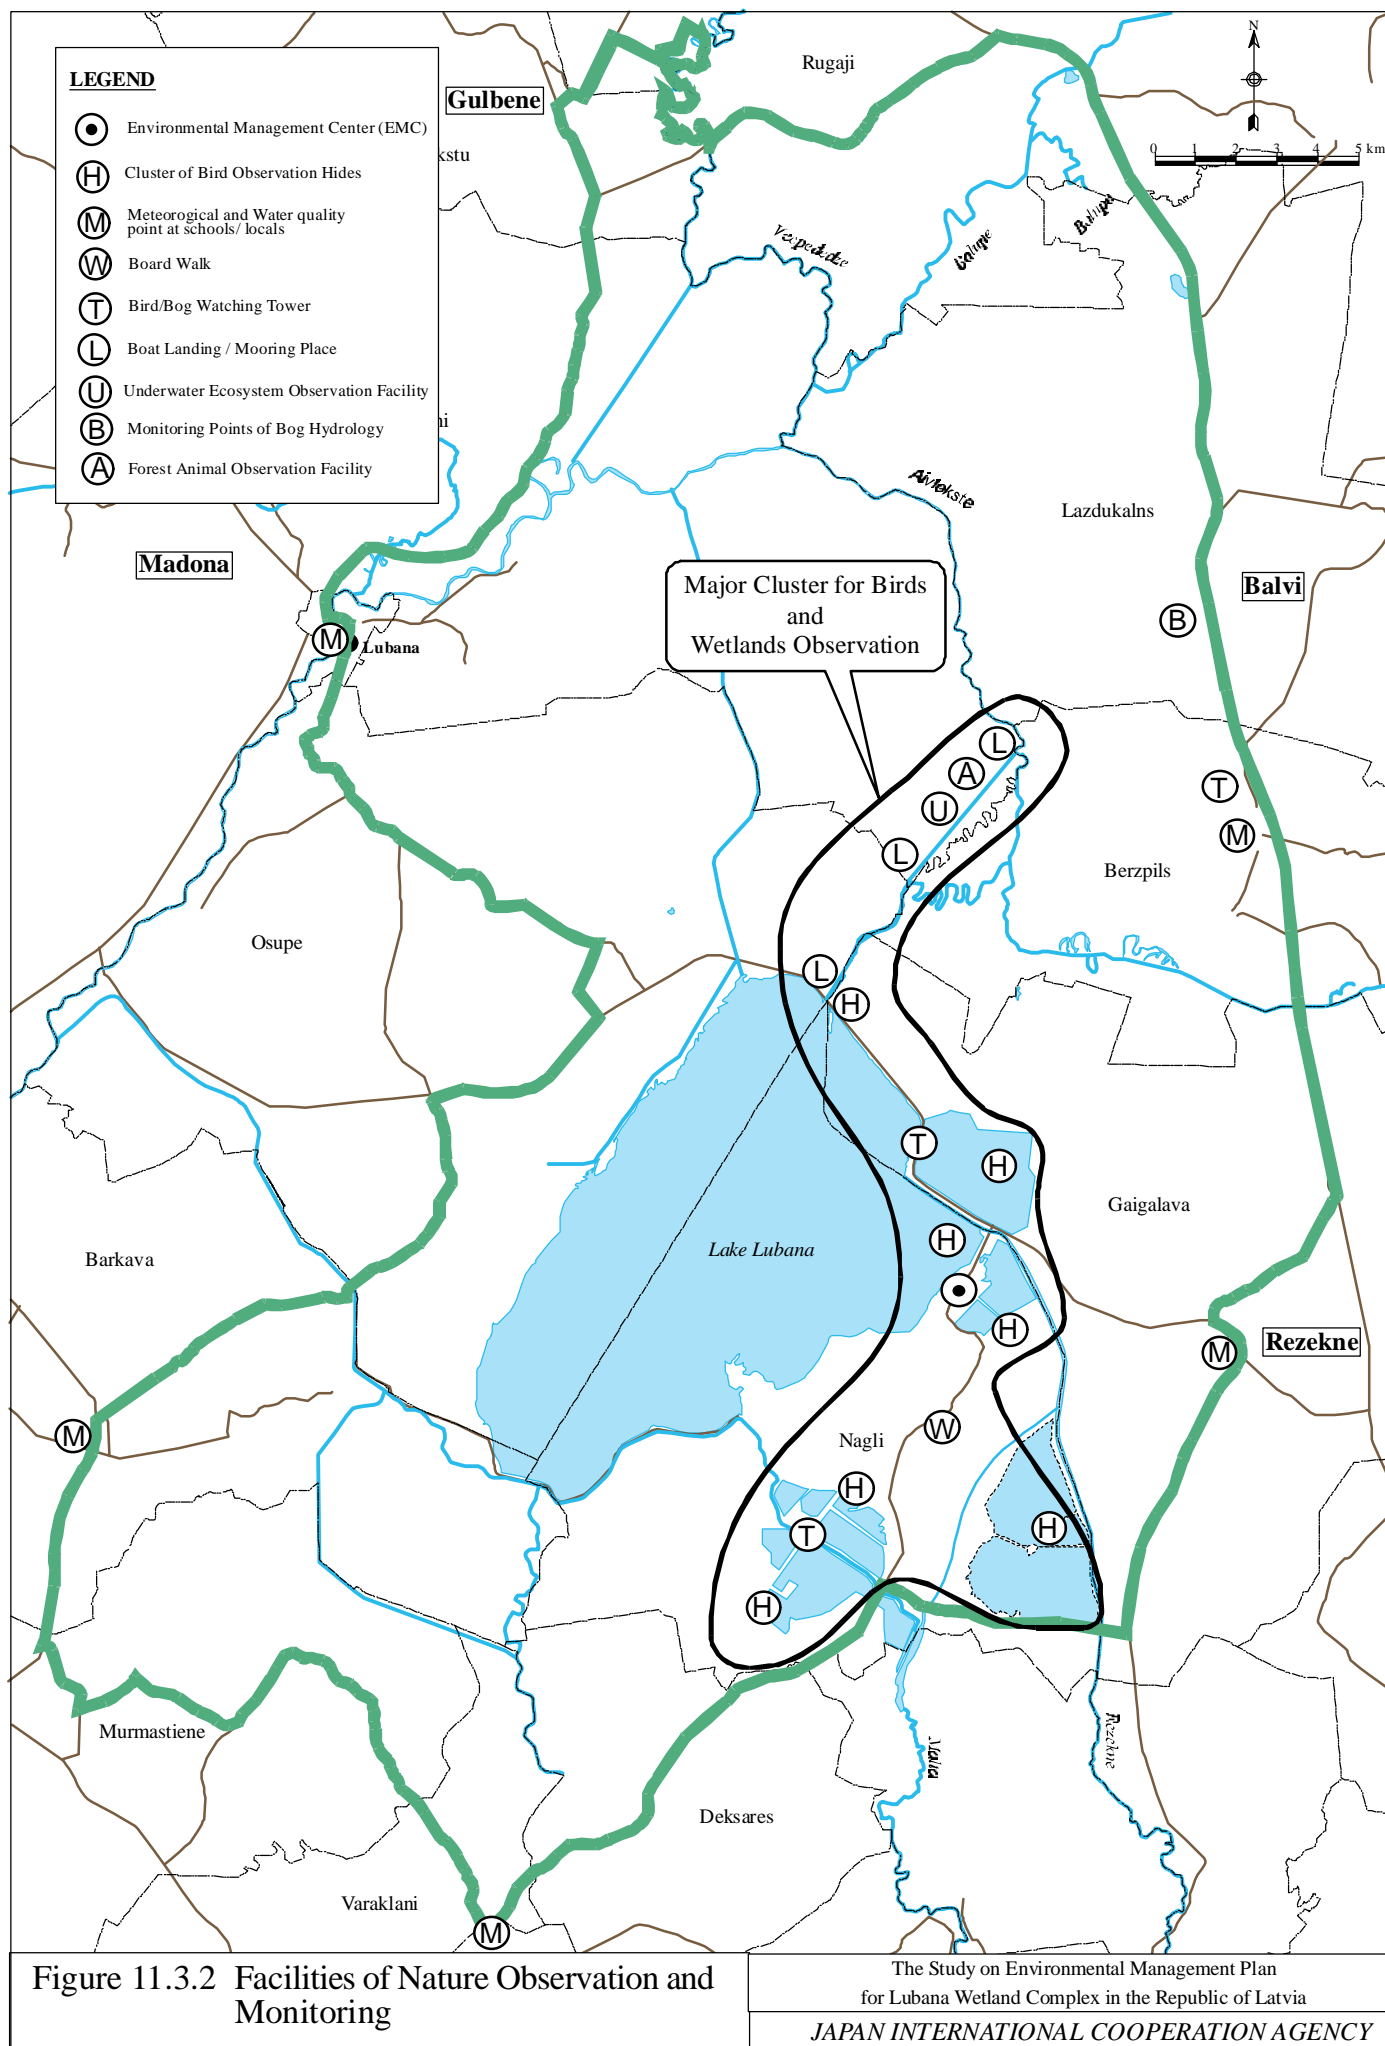 LEGEND
Environmental Management Center (EMC)
H
Cluster of Bird Observation Hides
M
Meteorogical and Water quality
point at schools/ locals
W
Board Walk
T
Bird/Bog Watching Tower
L
Boat Landing / Mooring Place
U
Underwater Ecosystem Observation Facility
B
Monitoring Points of Bog Hydrology
A
Forest Animal Observation Facility
Gulbene
kstu
ni
Rugaji
N
0 1 2 3 4 5 km
Lazdukalns
Madona
Balvi
Major Cluster for Birds
and
Wetlands Observation
B
M
Lubana
L
A
T
U
M
L
Berzpils
Osupe
L
H
T
H
Gaigalava
H
Lake Lubana
Barkava
H
Rezekne
M
W
M
Nagli
H
H
T
H
Murmastiene
Rezekne
Deksares
Varaklani
M
Figure 11.3.2 Facilities of Nature Observation and
Monitoring
The Study on Environmental Management Plan
for Lubana Wetland Complex in the Republic of Latvia
JAPAN INTERNATIONAL COOPERATION AGENCY